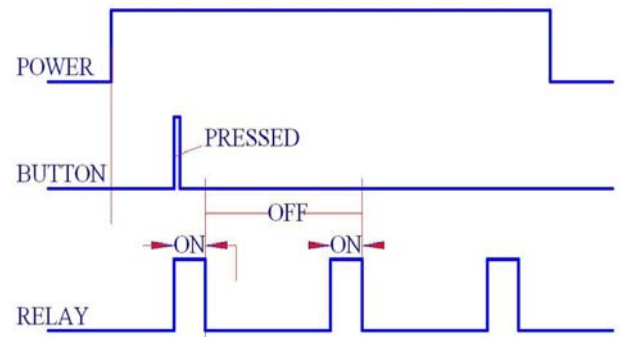 POWER
PRESSED
BUTTON
OFF
ON ON
RELAY